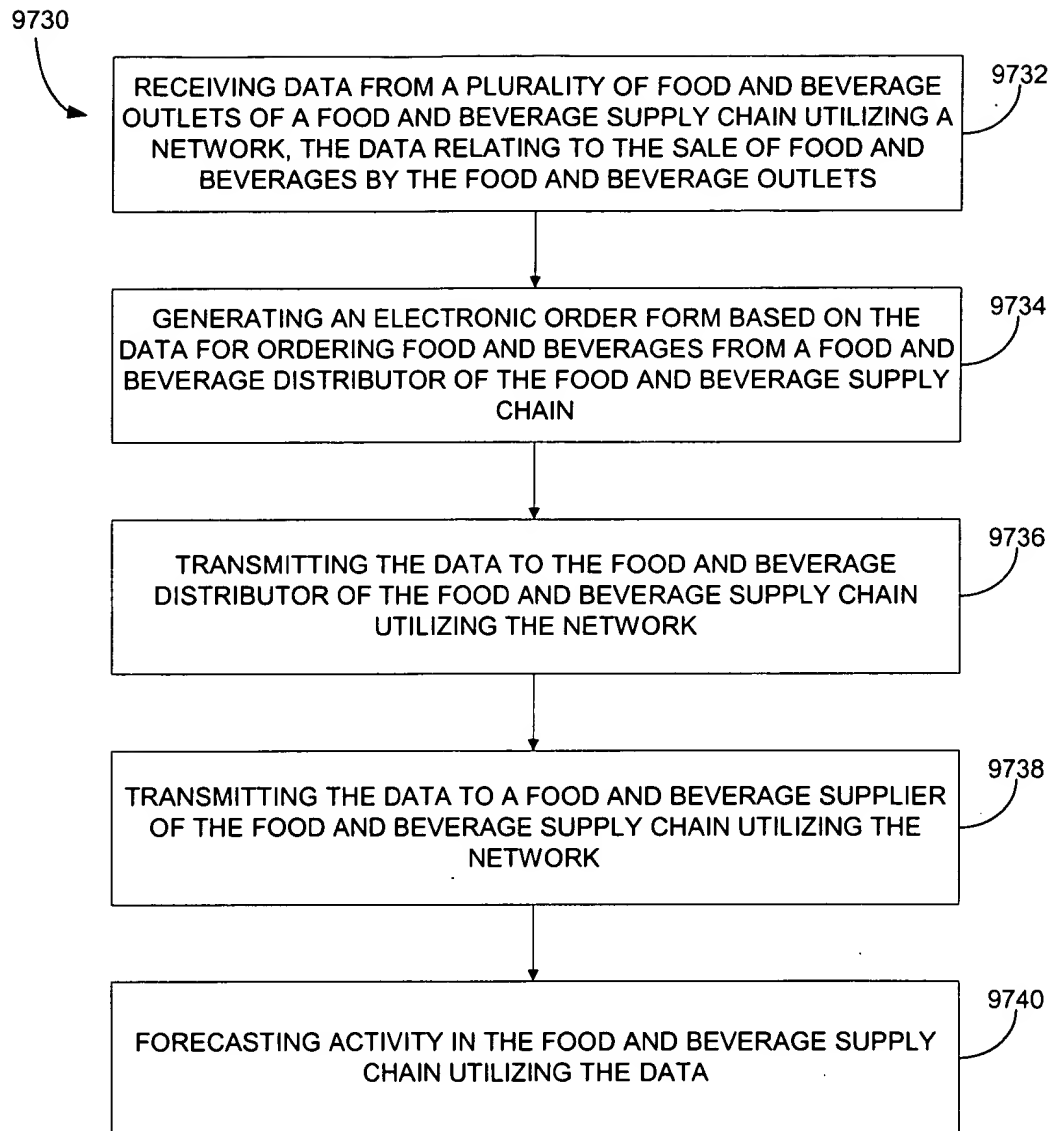 9730
9732
RECEIVING DATA FROM A PLURALITY OF FOOD AND BEVERAGE
OUTLETS OF A FOOD AND BEVERAGE SUPPLY CHAIN UTILIZING A
NETWORK, THE DATA RELATING TO THE SALE OF FOOD AND
BEVERAGES BY THE FOOD AND BEVERAGE OUTLETS
9734
GENERATING AN ELECTRONIC ORDER FORM BASED ON THE
DATA FOR ORDERING FOOD AND BEVERAGES FROM A FOOD AND
BEVERAGE DISTRIBUTOR OF THE FOOD AND BEVERAGE SUPPLY
CHAIN
9736
TRANSMITTING THE DATA TO THE FOOD AND BEVERAGE
DISTRIBUTOR OF THE FOOD AND BEVERAGE SUPPLY CHAIN
UTILIZING THE NETWORK
9738
TRANSMITTING THE DATA TO A FOOD AND BEVERAGE SUPPLIER
OF THE FOOD AND BEVERAGE SUPPLY CHAIN UTILIZING THE
NETWORK
9740
FORECASTING ACTIVITY IN THE FOOD AND BEVERAGE SUPPLY
CHAIN UTILIZING THE DATA